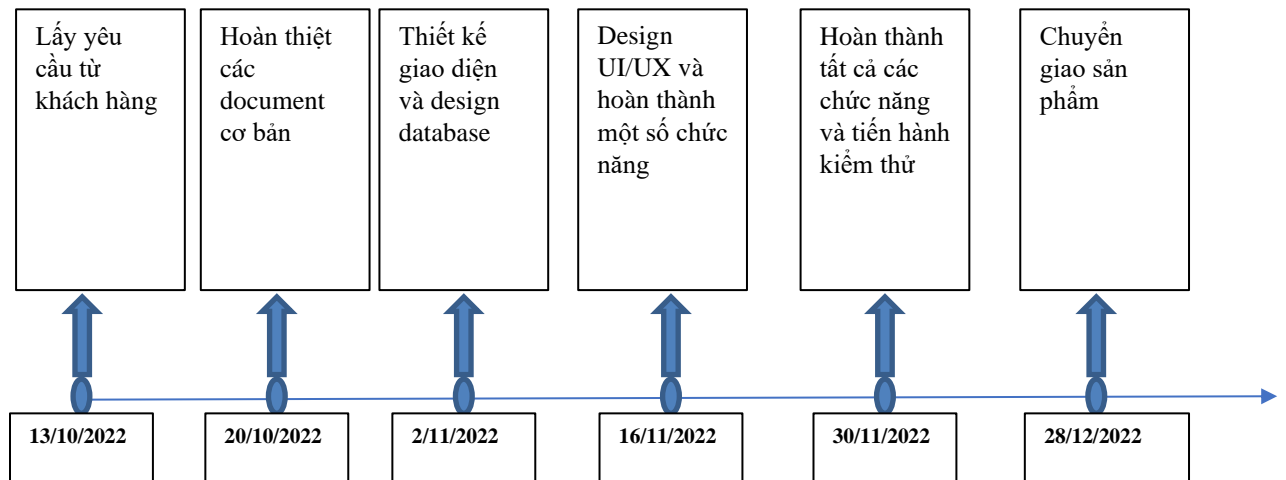 Lấy yêu
cầu từ
khách hàng
Hoàn thiệt
các
document
cơ bản
Thiết kế
giao diện
và design
database
Design
UI/UX và
hoàn thành
một số chức
năng
Hoàn thành
tất cả các
chức năng
và tiến hành
kiểm thử
Chuyển
giao sản
phẩm
13/10/2022
20/10/2022
2/11/2022
16/11/2022
30/11/2022
28/12/2022